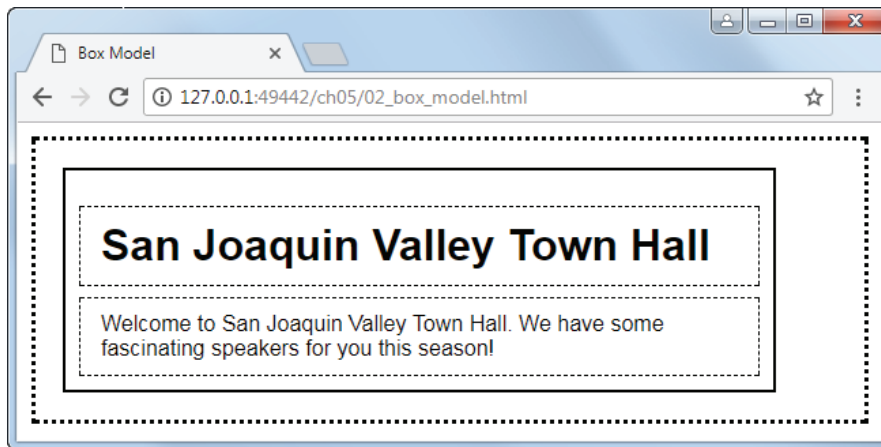 Box Model
127.0.0.1:49442/ch05/02_box_model.html
San Joaquin Valley Town Hall
Welcome to San Joaquin Valley Town Hall. We have some
fascinating speakers for you this season!